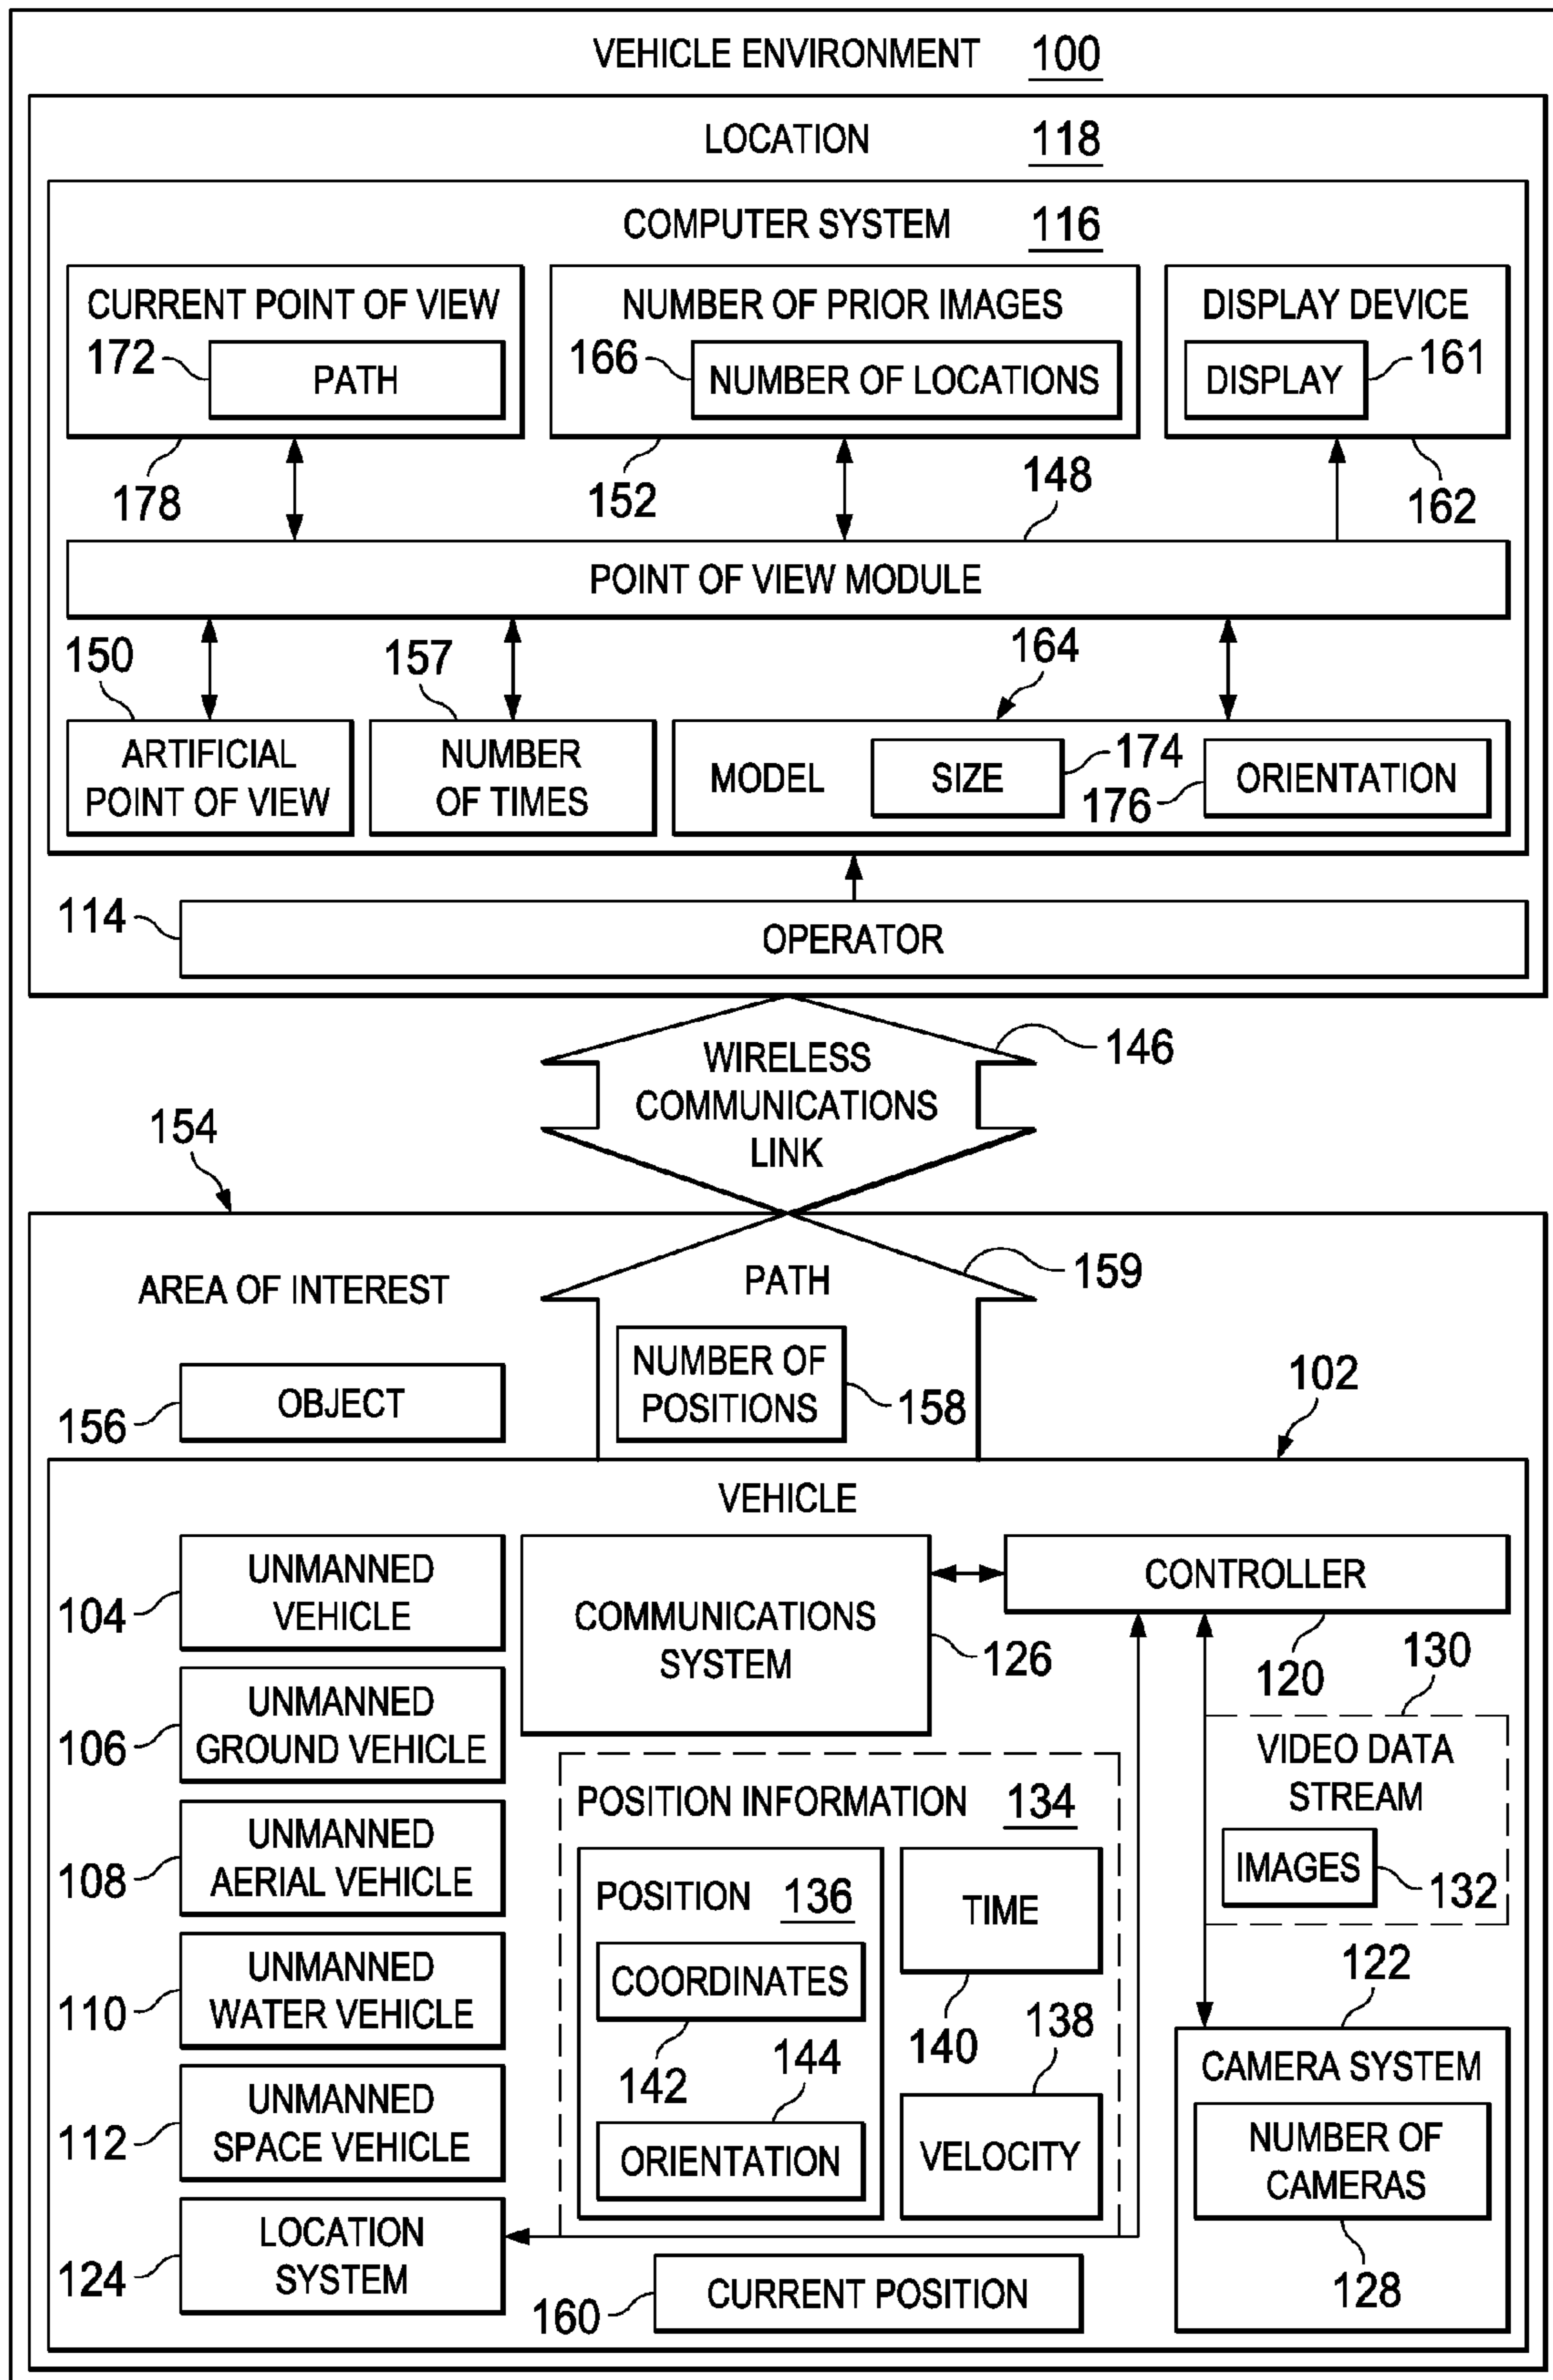 VEHICLE ENVIRONMENT 100
LOCATION 118
COMPUTER SYSTEM 116
CURRENT POINT OF VIEW
172
PATH
178
NUMBER OF PRIOR IMAGES
166
NUMBER OF LOCATIONS
152
DISPLAY DEVICE
DISPLAY
161
162
148
POINT OF VIEW MODULE
150
ARTIFICIAL
POINT OF VIEW
157
NUMBER
OF TIMES
164
MODEL
SIZE
174
176
ORIENTATION
114
OPERATOR
WIRELESS
COMMUNICATIONS
LINK
146
154
AREA OF INTEREST
PATH
159
NUMBER OF
POSITIONS
158
156
OBJECT
102
VEHICLE
104
UNMANNED
VEHICLE
106
UNMANNED
GROUND VEHICLE
108
UNMANNED
AERIAL VEHICLE
110
UNMANNED
WATER VEHICLE
112
UNMANNED
SPACE VEHICLE
124
LOCATION
SYSTEM
COMMUNICATIONS
SYSTEM
126
CONTROLLER
120
130
VIDEO DATA
STREAM
IMAGES
132
POSITION INFORMATION 134
POSITION 136
COORDINATES
142
144
ORIENTATION
TIME
140
138
VELOCITY
122
CAMERA SYSTEM
NUMBER OF
CAMERAS
128
160
CURRENT POSITION